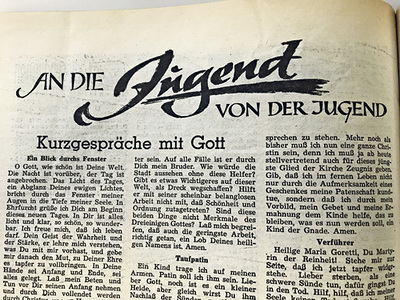 AN DIE Jugend
VON DER JUGEND
Kurzgespräche mit Gott
Ein Blick durchs Fenster
O Gott, wie schön ist deine Welt.
Die Nacht ist vorüber, der Tag ist
angebrochen. Das Licht des Tages,
ein Abglanz Deines ewigen Lichtes,
bricht durch das Fenster meiner
Augen in die Tiefe meiner Seele. In
Ehrfurcht grüße ich Dich am Beginn
dieses neuen Tages. In Dir ist alles
licht und klar, so schön, so wunder-
bar. Ich freue mich, daß ich leben
darf. Dein Geist der Wahrheit und
der Stärke, er lehre mich verstehen,
was Du mit mir vorhast, und gebe
mir danach den Mut, zu Deiner Ehre
es tapfer zu vollbringen. In Deine
Hände sei Anfang und Ende, sei
alles gelegt. Laß mein Beten und
Tun vor Dir seinen Anfang nehmen
und durch Dich vollendet werden
ter sein. Auf alle Fälle ist er durch
Dich mein Bruder. Wie würde die
Stadt aussehen ohne diese Helfer?
Gibt es etwas Wichtigeres auf dieser
Welt, als Dreck wegschaffen? Hilft
er mit seiner scheinbar belanglosen
Arbeit nicht mit, daß Schönheit und
Ordnung zutagtreten? Sind diese
beiden Dinge nicht Merkmale des
Dreieinigen Gottes? Laß mich begrei-
fen, daß auch die geringste Arbeit,
richtig getan, ein Lob Deines heili-
gen Namens ist. Amen.
Taufpatin
Ein Kind trage ich auf meinen
Armen. Patin soll ich ihm sein. Lie-
ber Gott, noch ist es ein kleiner
Heide, aber gleich, wirst Du ihm
Nachlaß der Sünden
sprechen zu stehen. Mehr noch als
bisher muß ich nun eine ganze Chri-
stin sein, denn ich muß ja ab heute
stellvertretend auch für dieses jüng-
ste Glied der Kirche Zeugnis geben.
Gib, daß ich im fernen Leben nicht
nur durch die Aufmerksamkeit eines
Geschenkes meine Patenschaft kund-
tue, sondern daß ich durch mein
Vorbild, mein Gebet und meine Er-
mahnung dem Kinde helfe, das zu
bleiben, was es nun werden soll, ein
Kind der Gnade. Amen.
Verführer
Heilige Maria Goretti, Du Marty-
rin der Reinheit! Stehe mir zur
Seite, daß ich jetzt tapfer wider-
stehe. Lieber sterben, als eine
schwere Sünde, dafür gingst Du
in den Tod. Hilf, hilf, daß ich